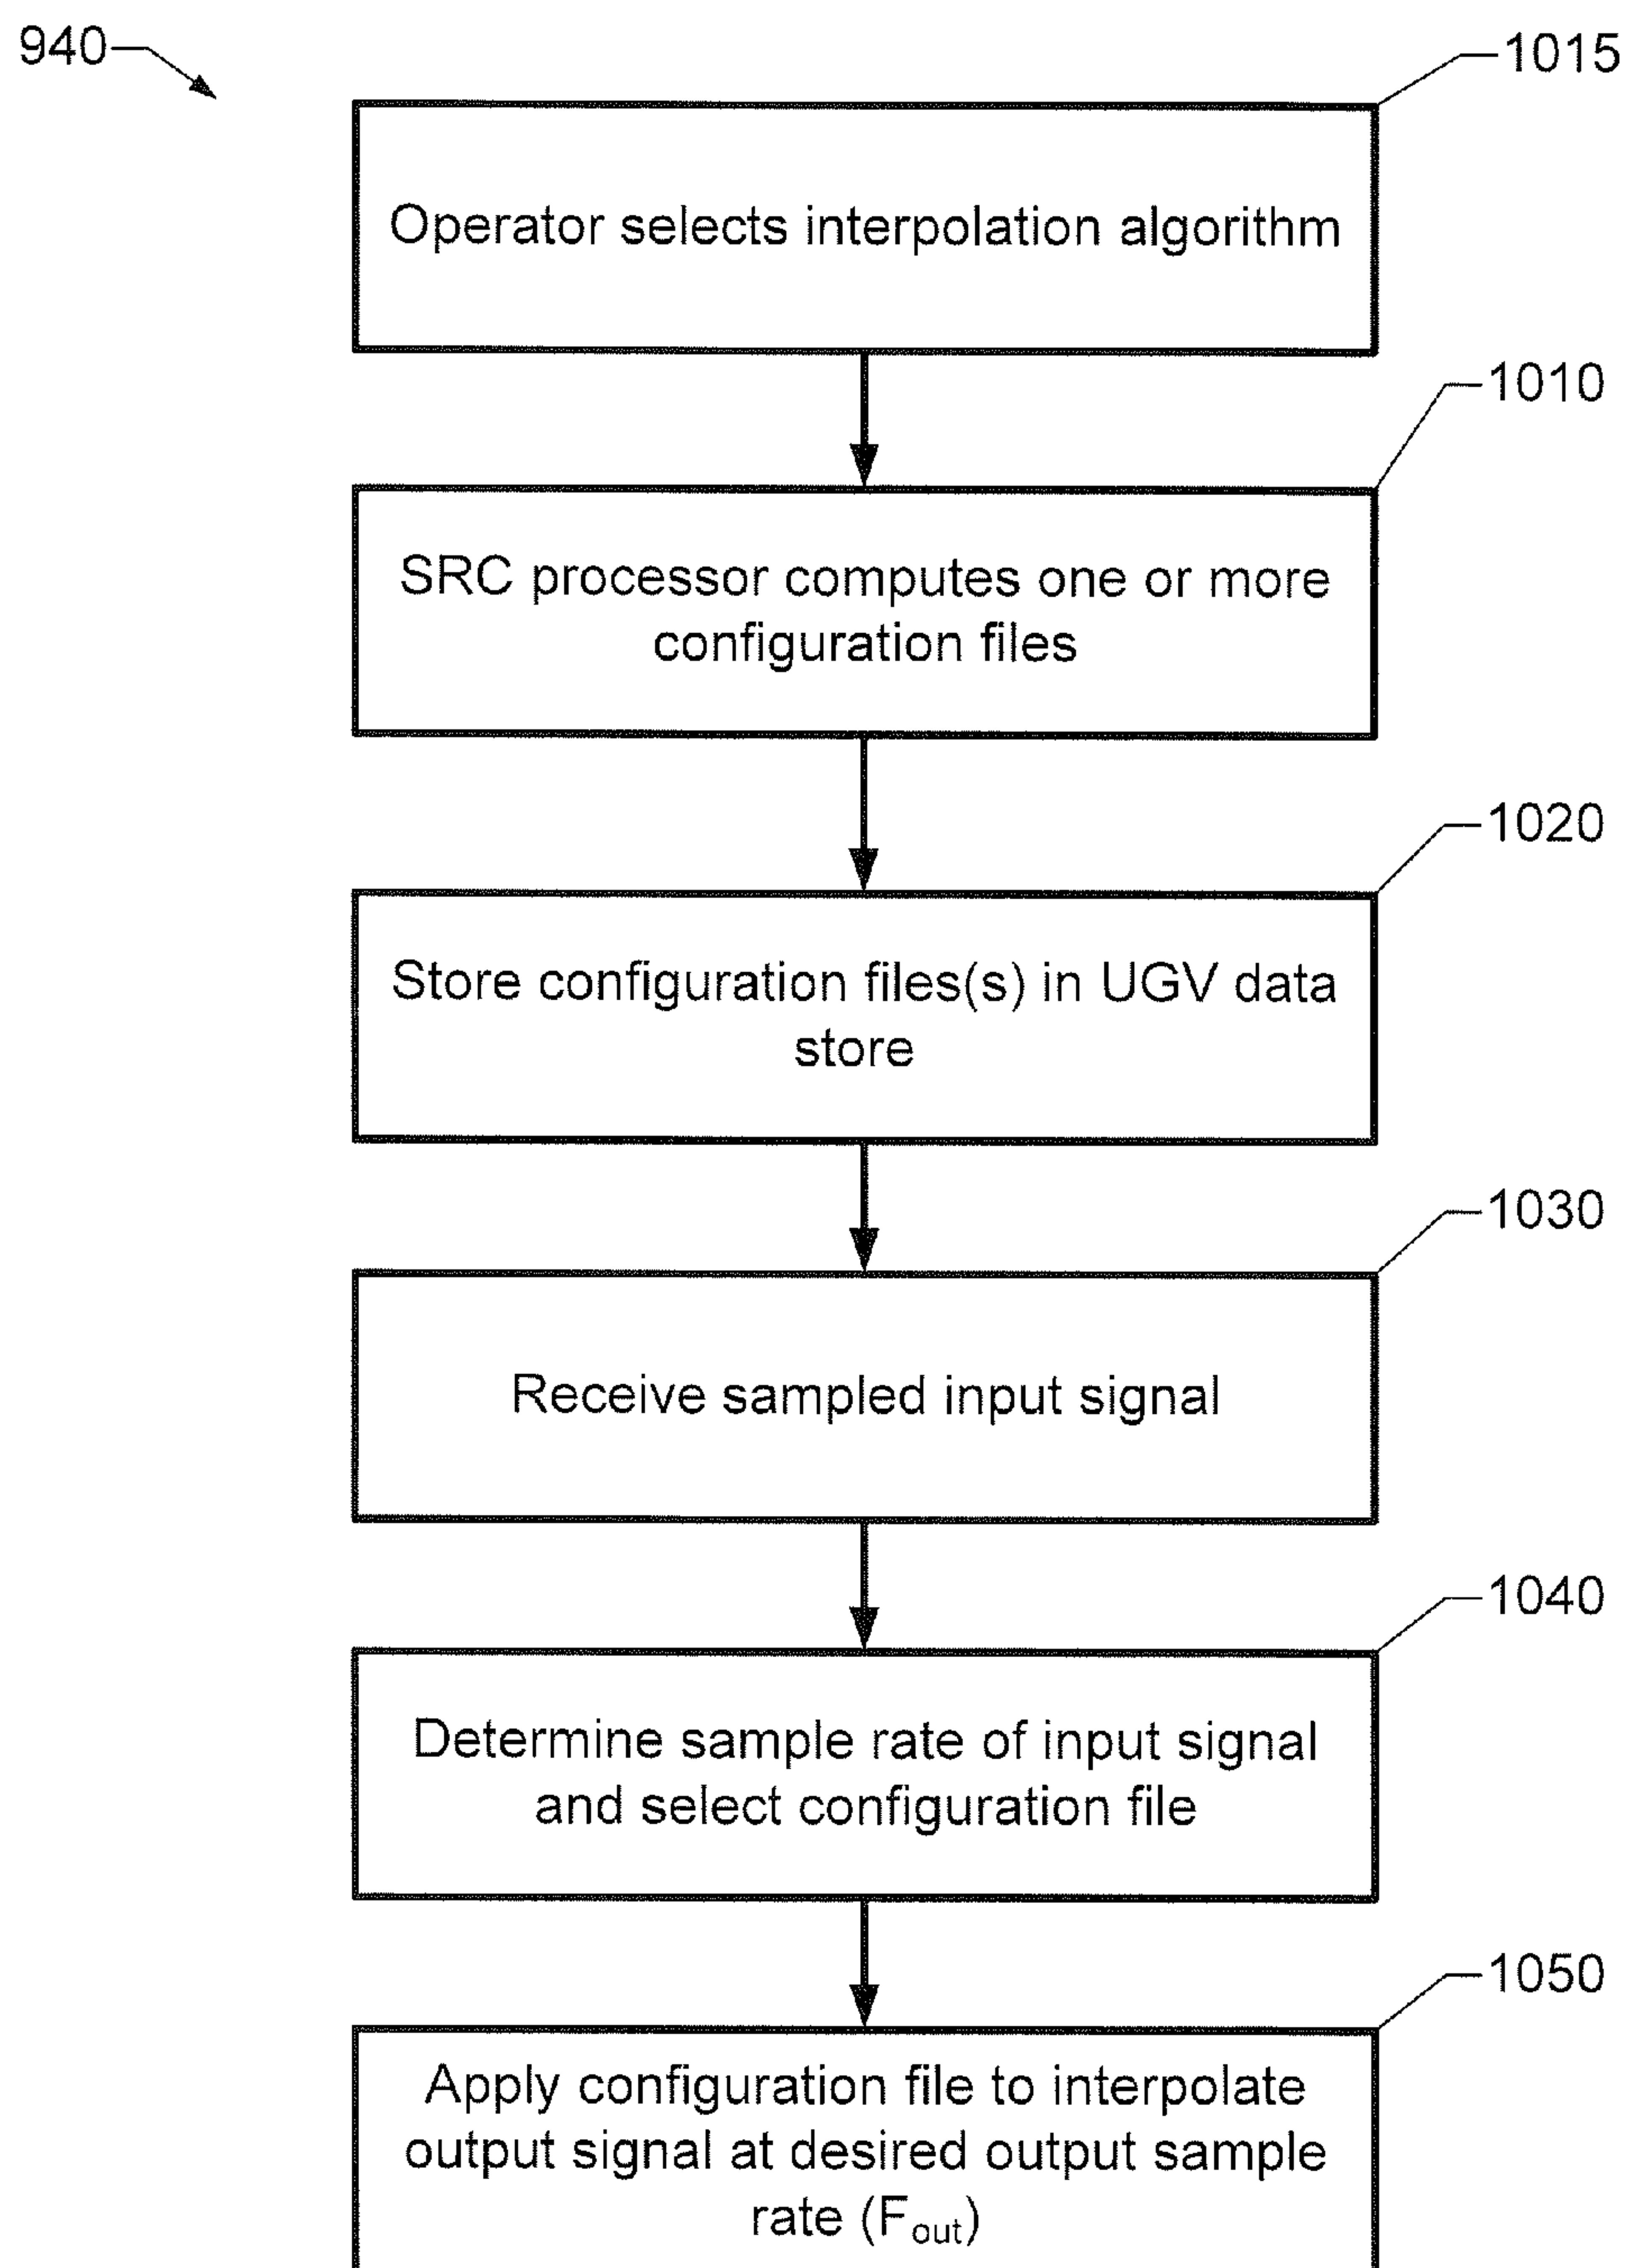 940
1015
Operator selects interpolation algorithm
1010
SRC processor computes one or more
configuration files
1020
Store configuration files(s) in UGV data
store
1030
Receive sampled input signal
1040
Determine sample rate of input signal
and select configuration file
1050
Apply configuration file to interpolate
output signal at desired output sample
rate (Fout)